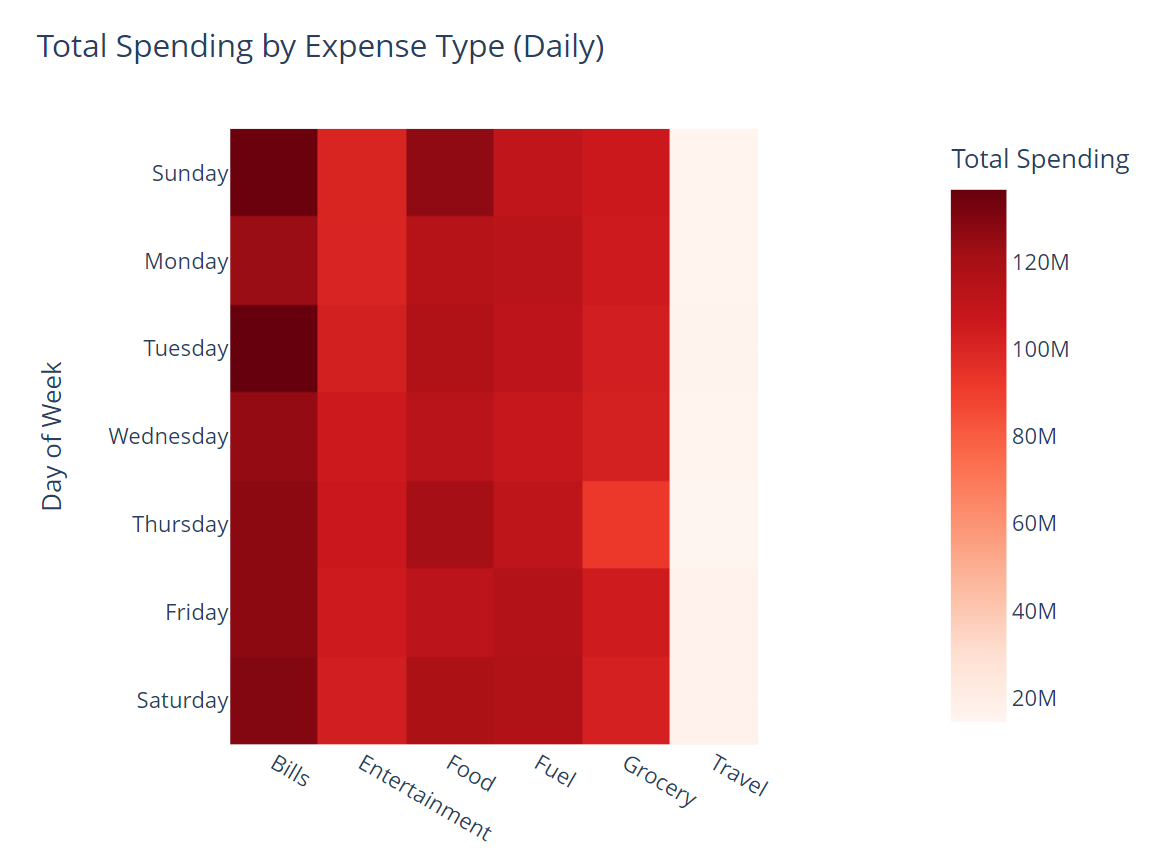 Total Spending by Expense Type (Daily)
Total Spending
Sunday
Monday
Tuesday
Wednesday
Thursday
Friday
Saturday
Day of Week
120M
100M
80M
60M
40M
20M
Bills
Entertainment
Food
Fuel
Grocery
Travel